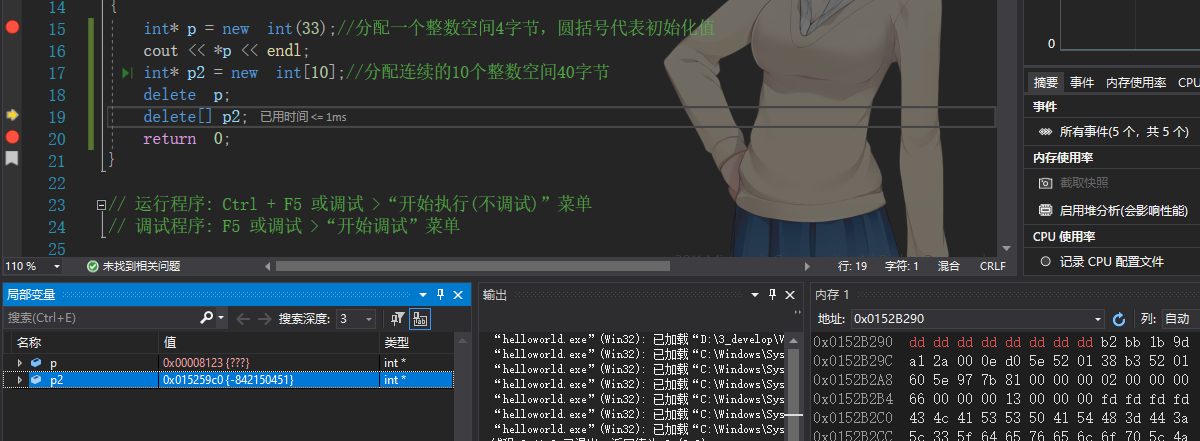 14 {
15 int* p = new  int(33);//分配一个整数空间4字节，圆括号代表初始化值
16 cout << *p << endl;
17 int* p2 = new  int[10];//分配连续的10个整数空间40字节
18 delete  p;
19 delete[] p2; 已用时间 <= 1ms
20 return  0;
21 }
22
23 // 运行程序: Ctrl + F5 或调试 >“开始执行(不调试)”菜单
24 // 调试程序: F5 或调试 >“开始调试”菜单
25
110 % 未找到相关问题 行: 19 字符: 1 混合 CRLF
0
摘要 事件 内存使用率 CPU
事件
所有事件(5 个，共 5 个)
内存使用率
截取快照
启用堆分析(会影响性能)
CPU 使用率
记录 CPU 配置文件
局部变量
搜索(Ctrl+E) 搜索深度: 3
名称 值 类型
p 0x00008123 {???} int *
p2 0x015259c0 {-842150451} int *
输出
“helloworld.exe”(Win32): 已加载“D:\3_develop\V
“helloworld.exe”(Win32): 已加载“C:\Windows\Sys
“helloworld.exe”(Win32): 已加载“C:\Windows\Sys
“helloworld.exe”(Win32): 已加载“C:\Windows\Sys
“helloworld.exe”(Win32): 已加载“C:\Windows\Sys
“helloworld.exe”(Win32): 已加载“C:\Windows\Sys
内存 1
地址: 0x0152B290 列: 自动
0x0152B290 dd dd dd dd dd dd dd dd b2 bb 1b 9d
0x0152B29C a1 2a 00 0e d0 5e 52 01 38 b3 52 01
0x0152B2A8 60 5e 97 7b 81 00 00 00 02 00 00 00
0x0152B2B4 66 00 00 00 13 00 00 00 fd fd fd fd
0x0152B2C0 43 4c 41 53 53 50 41 54 48 3d 44 3a
0x0152B2CC 5c 33 5f 64 65 76 65 6c 6f 70 5c 4a